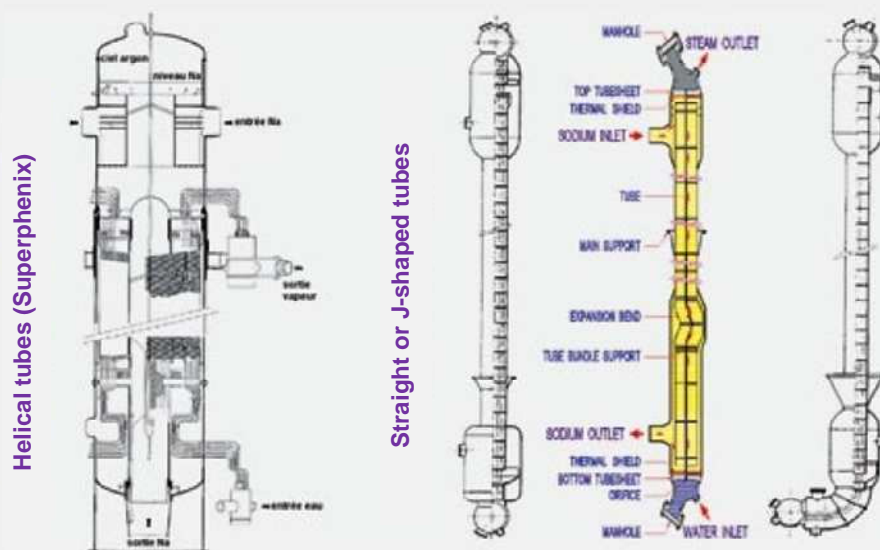 Helical tubes (Superphenix)
ciel argon
niveau Na
entrée Na
sortie
vapeur
entrée eau
sortie Na
Straight or J-shaped tubes
MANHOLE
STEAM OUTLET
TOP TUBESHEET
THERMAL SHIELD
SODIUM INLET
TUBE
MAIN SUPPORT
EXPANSION BEND
TUBE BUNDLE SUPPORT
SODIUM OUTLET
THERMAL SHIELD
BOTTOM TUBESHEET
ORIFICE
WATER INLET
MANHOLE